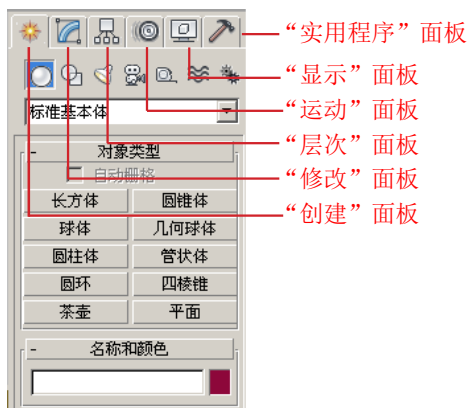 “实用程序”面板
“显示”面板
“运动”面板
“层次”面板
“修改”面板
“创建”面板
标准基本体
- 对象类型
自动栅格
长方体 圆锥体
球体 几何球体
圆柱体 管状体
圆环 四棱锥
茶壶 平面
- 名称和颜色